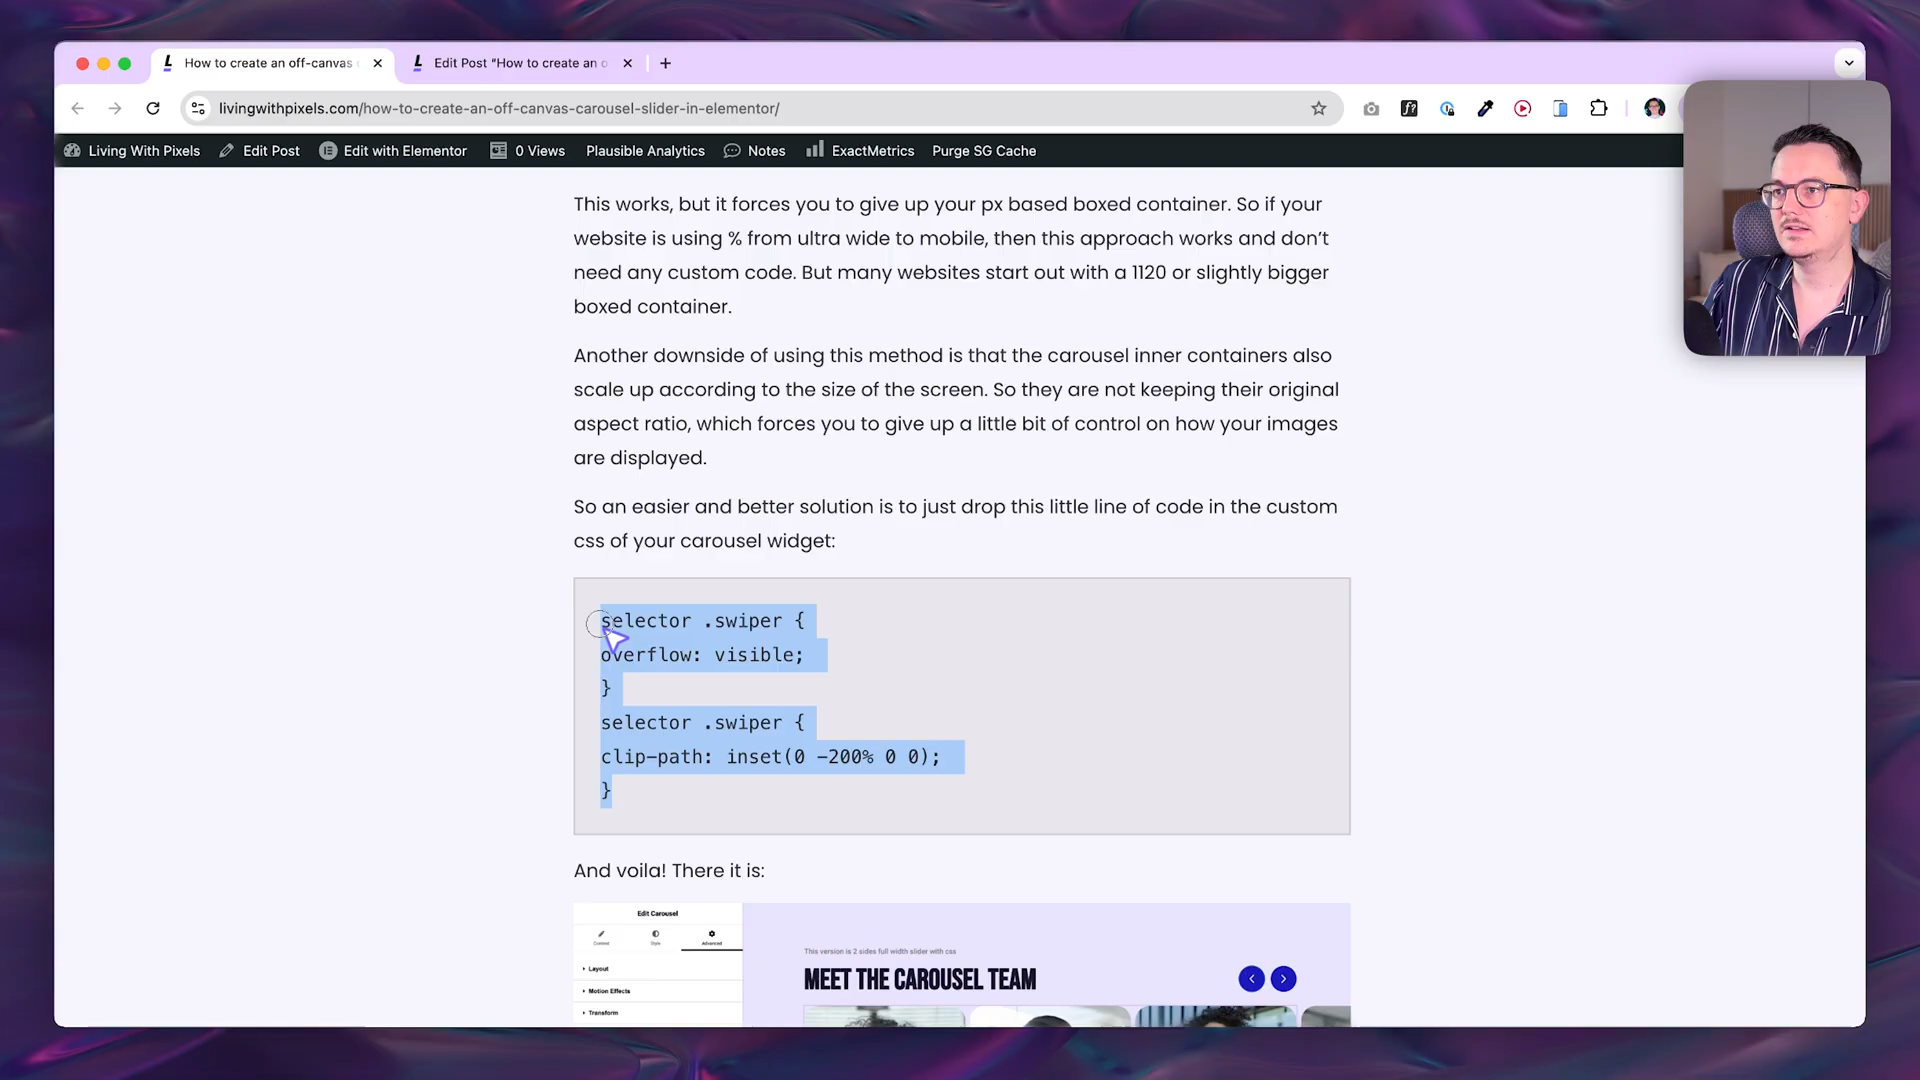 How to create an off-canvas
Edit Post “How to create an o
livingwithpixels.com/how-to-create-an-off-canvas-carousel-slider-in-elementor/
Living With Pixels
Edit Post
Edit with Elementor
0 Views
Plausible Analytics
Notes
ExactMetrics
Purge SG Cache
This works, but it forces you to give up your px based boxed container. So if your
website is using % from ultra wide to mobile, then this approach works and don’t
need any custom code. But many websites start out with a 1120 or slightly bigger
boxed container.
Another downside of using this method is that the carousel inner containers also
scale up according to the size of the screen. So they are not keeping their original
aspect ratio, which forces you to give up a little bit of control on how your images
are displayed.
So an easier and better solution is to just drop this little line of code in the custom
css of your carousel widget:
selector .swiper {
overflow: visible;
}
selector .swiper {
clip-path: inset(0 -200% 0 0);
}
And voila! There it is:
Edit Carousel
Content
Style
Advanced
Layout
Motion Effects
Transform
This version is 2 sides full width slider with css
MEET THE CAROUSEL TEAM